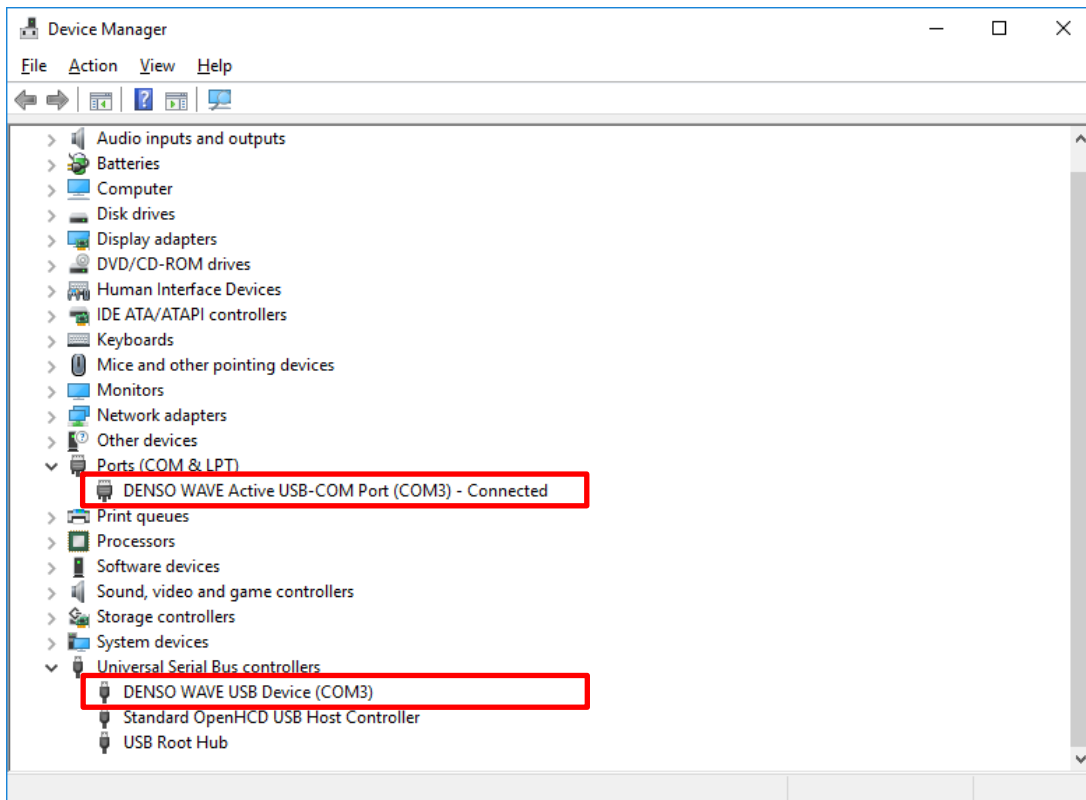 Device Manager
File Action View Help
Audio inputs and outputs
Batteries
Computer
Disk drives
Display adapters
DVD/CD-ROM drives
Human Interface Devices
IDE ATA/ATAPI controllers
Keyboards
Mice and other pointing devices
Monitors
Network adapters
Other devices
Ports (COM & LPT)
DENSO WAVE Active USB-COM Port (COM3) - Connected
Print queues
Processors
Software devices
Sound, video and game controllers
Storage controllers
System devices
Universal Serial Bus controllers
DENSO WAVE USB Device (COM3)
Standard OpenHCD USB Host Controller
USB Root Hub